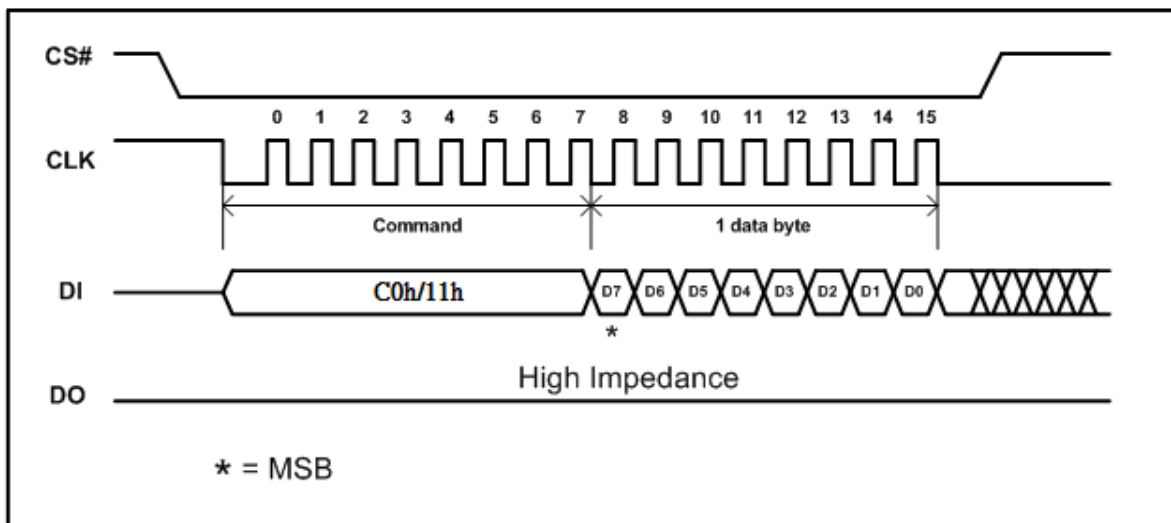 CS#
0 1 2 3 4 5 6 7 8 9 10 11 12 13 14 15
CLK
Command 1 data byte
DI C0h/11h D7 D6 D5 D4 D3 D2 D1 D0
*
High Impedance
DO
* = MSB